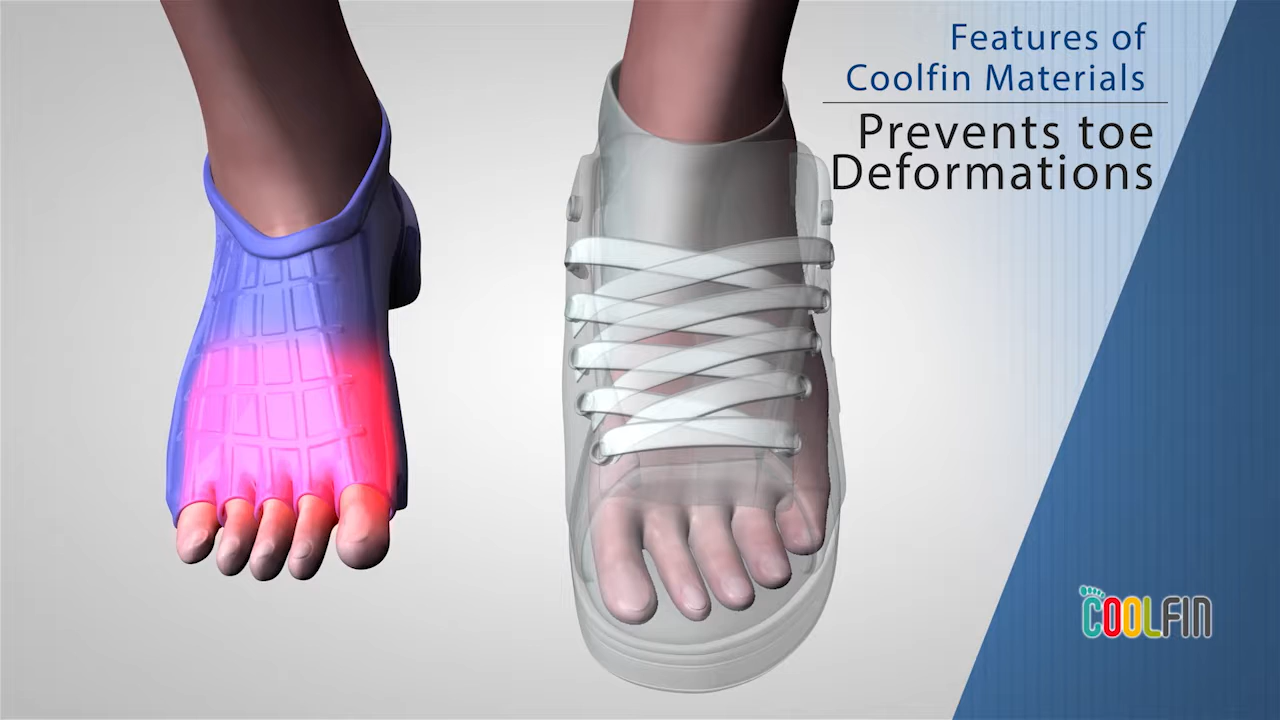 Features of
Coolfin Materials
Prevents toe
Deformations
COOLFIN